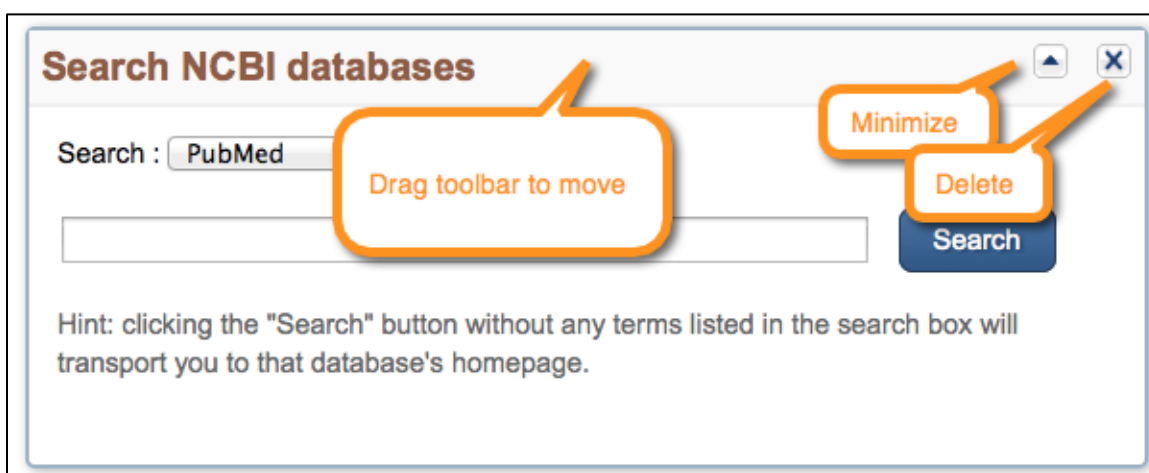 Search NCBI databases
Minimize
Search : PubMed
Drag toolbar to move
Delete
Search
Hint: clicking the "Search" button without any terms listed in the search box will
transport you to that database's homepage.